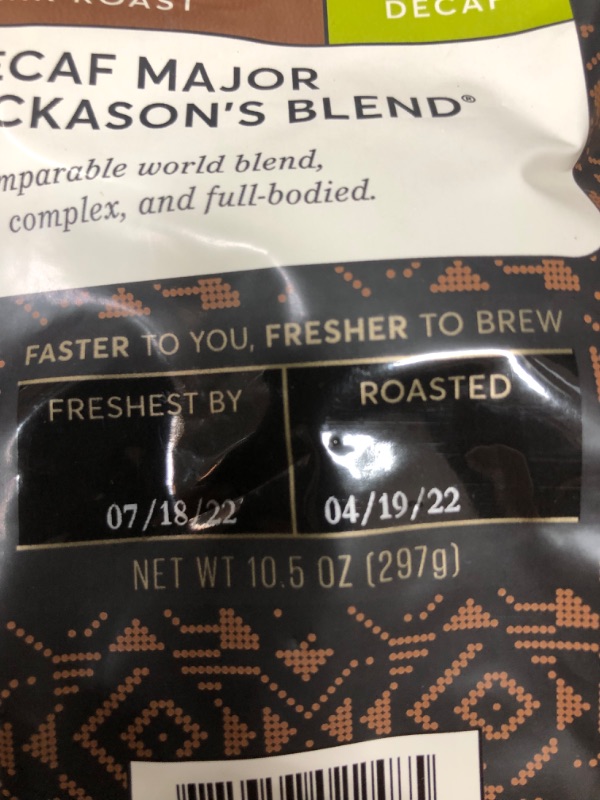 ROAST
DECAF
ECAF MAJOR
CKASON'S BLEND®
mparable world blend,
complex, and full-bodied.
FASTER TO YOU, FRESHER TO BREW
FRESHEST BY
ROASTED
07/18/22
04/19/22
NET WT 10.5 OZ (297g)